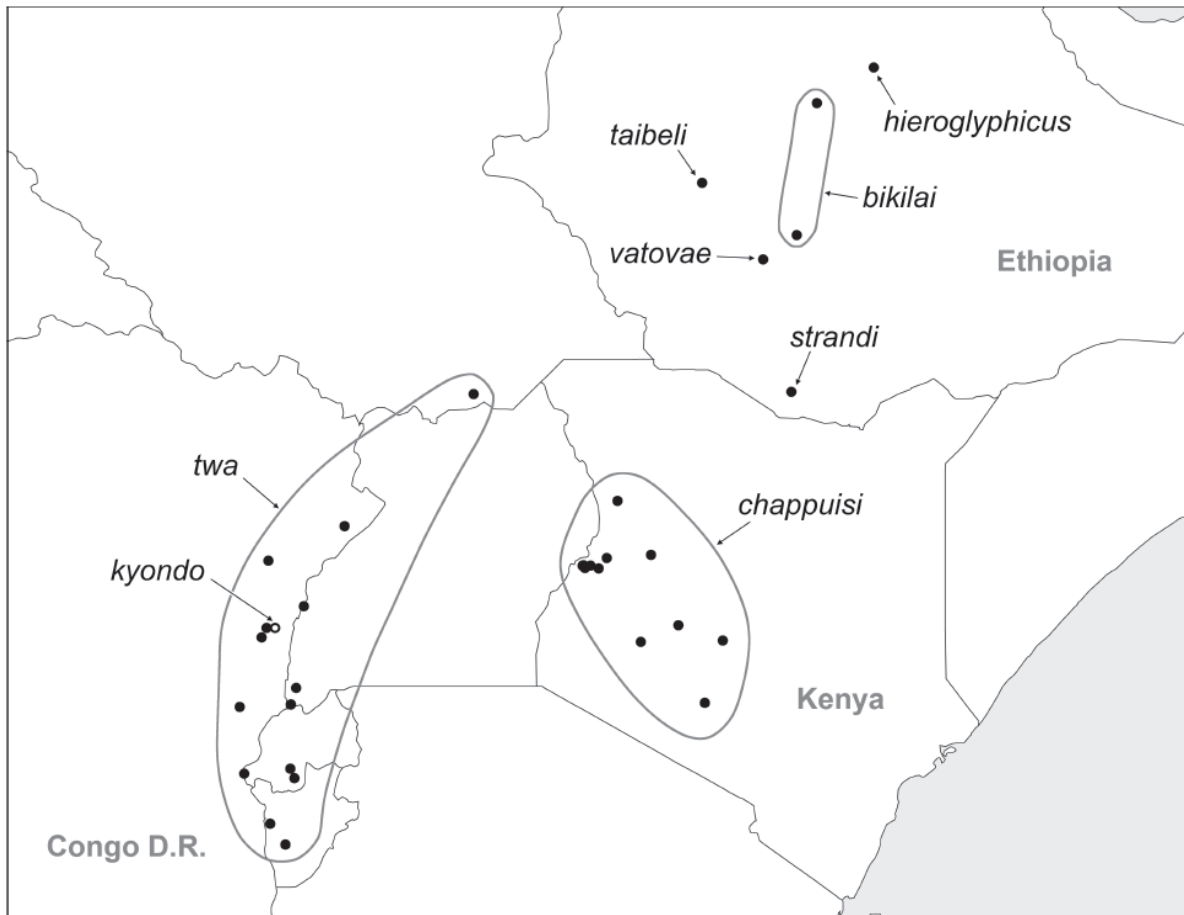 hieroglyphicus
taibeli
bikilai
vatovae
Ethiopia
strandi
twa
chappuisi
kyondo
Kenya
Congo D.R.